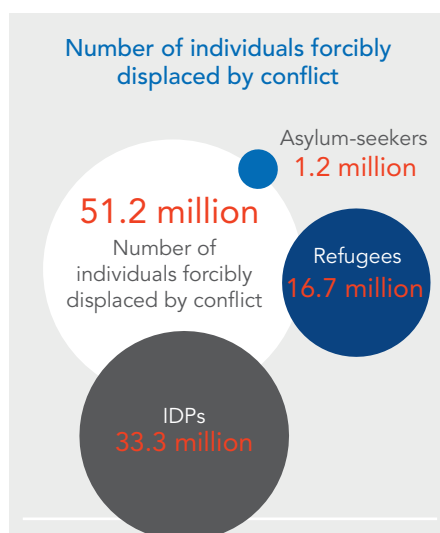 Number of individuals forcibly
displaced by conflict
Asylum-seekers
1.2 million
51.2 million
Number of
individuals forcibly
displaced by conflict
Refugees
16.7 million
IDPs
33.3 million